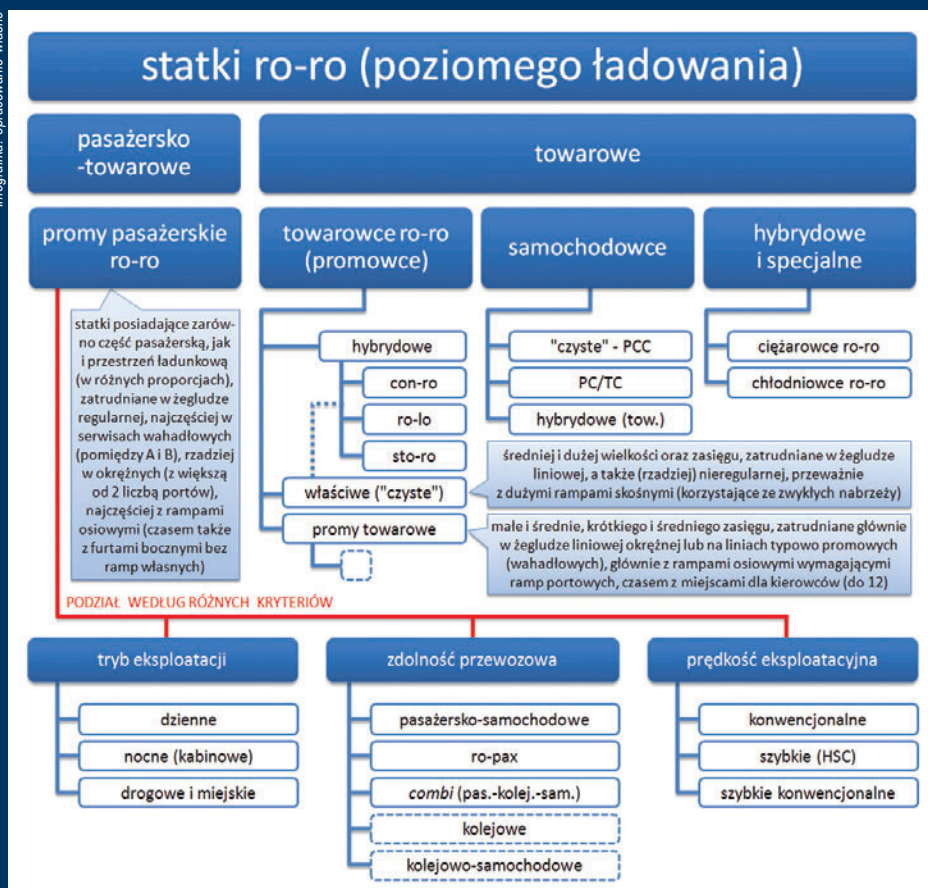 infografika: opracowanie własne
statki ro-ro (poziomego ładowania)
pasażersko
-towarowe
towarowe
promy pasażerskie
ro-ro
towarowce ro-ro
(promowce)
samochodowce
hybrydowe
i specjalne
statki posiadające zarów-
no część pasażerską, jak
i przestrzeń ładunkową
(w różnych proporcjach),
zatrudniane w żegludze
regularnej, najczęściej w
serwisach wahadłowych
(pomiędzy A i B), rzadziej
w okrężnych (z większą
od 2 liczbą portów),
najczęściej z rampami
osiowymi (czasem także
z furtami bocznymi bez
ramp własnych)
hybrydowe
con-ro
ro-lo
sto-ro
właściwe ("czyste")
promy towarowe
"czyste" - PCC
PC/TC
hybrydowe (tow.)
ciężarowce ro-ro
chłodniowce ro-ro
średniej i dużej wielkości oraz zasięgu, zatrudniane w żegludze
liniowej, a także (rzadziej) nieregularnej, przeważnie
z dużymi rampami skośnymi (korzystające ze zwykłych nabrzeży)
małe i średnie, krótkiego i średniego zasięgu, zatrudniane głównie
w żegludze liniowej okrężnej lub na liniach typowo promowych
(wahadłowych), głównie z rampami osiowymi wymagającymi
ramp portowych, czasem z miejscami dla kierowców (do 12)
PODZIAŁ WEDŁUG RÓŻNYCH KRYTERIÓW
tryb eksploatacji
dzienne
nocne (kabinowe)
drogowe i miejskie
zdolność przewozowa
pasażersko-samochodowe
ro-pax
combi (pas.-kolej.-sam.)
kolejowe
kolejowo-samochodowe
prędkość eksploatacyjna
konwencjonalne
szybkie (HSC)
szybkie konwencjonalne